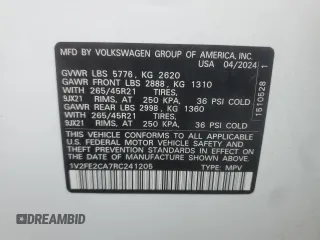 MFD BY VOLKSWAGEN GROUP OF AMERICA, INC.
USA 04/2024
GVWR LBS 5776, KG 2620
GAWR FRONT LBS 2888, KG 1310
WITH 265/45R21 TIRES,
9JX21 RIMS, AT 250 KPA, 36 PSI COLD
GAWR REAR LBS 2998, KG 1360
WITH 265/45R21 TIRES,
9JX21 RIMS, AT 250 KPA, 36 PSI COLD
THIS VEHICLE CONFORMS TO ALL APPLICABLE
U.S. FEDERAL MOTOR VEHICLE SAFETY AND
THEFT PREVENTION STANDARDS IN EFFECT ON
THE DATE OF MANUFACTURE SHOWN ABOVE.
1V2FE2CA7RC241205 TYPE: MPV
1510528 1
AutoBidMaster